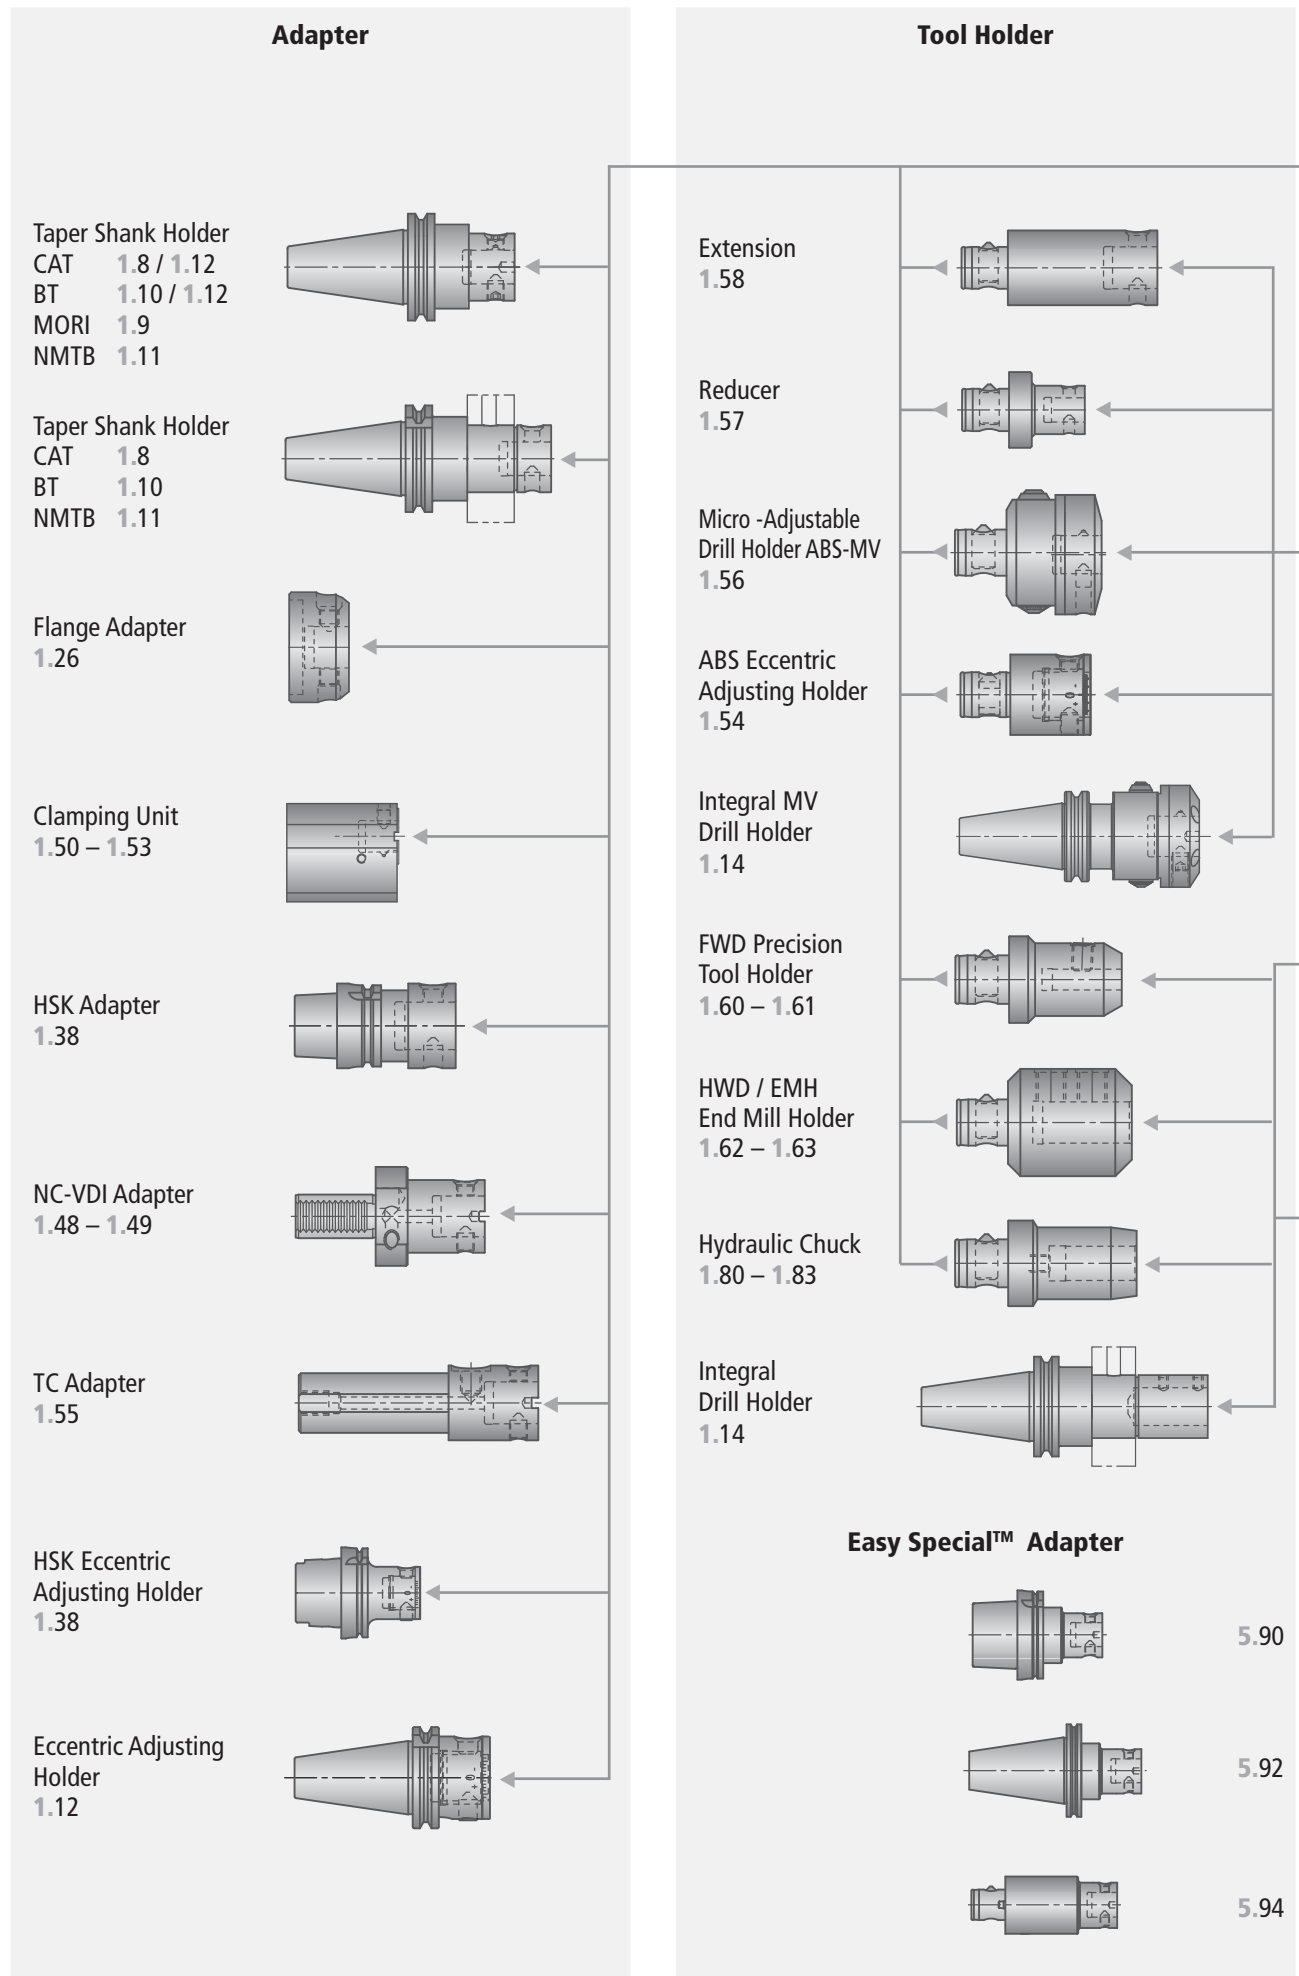 Adapter
Taper Shank Holder
CAT 1.8 / 1.12
BT 1.10 / 1.12
MORI 1.9
NMTB 1.11
Taper Shank Holder
CAT 1.8
BT 1.10
NMTB 1.11
Flange Adapter
1.26
Clamping Unit
1.50 – 1.53
HSK Adapter
1.38
NC-VDI Adapter
1.48 – 1.49
TC Adapter
1.55
HSK Eccentric
Adjusting Holder
1.38
Eccentric Adjusting
Holder
1.12
Tool Holder
Extension
1.58
Reducer
1.57
Micro -Adjustable
Drill Holder ABS-MV
1.56
ABS Eccentric
Adjusting Holder
1.54
Integral MV
Drill Holder
1.14
FWD Precision
Tool Holder
1.60 – 1.61
HWD / EMH
End Mill Holder
1.62 – 1.63
Hydraulic Chuck
1.80 – 1.83
Integral
Drill Holder
1.14
Easy Special™ Adapter
5.90
5.92
5.94